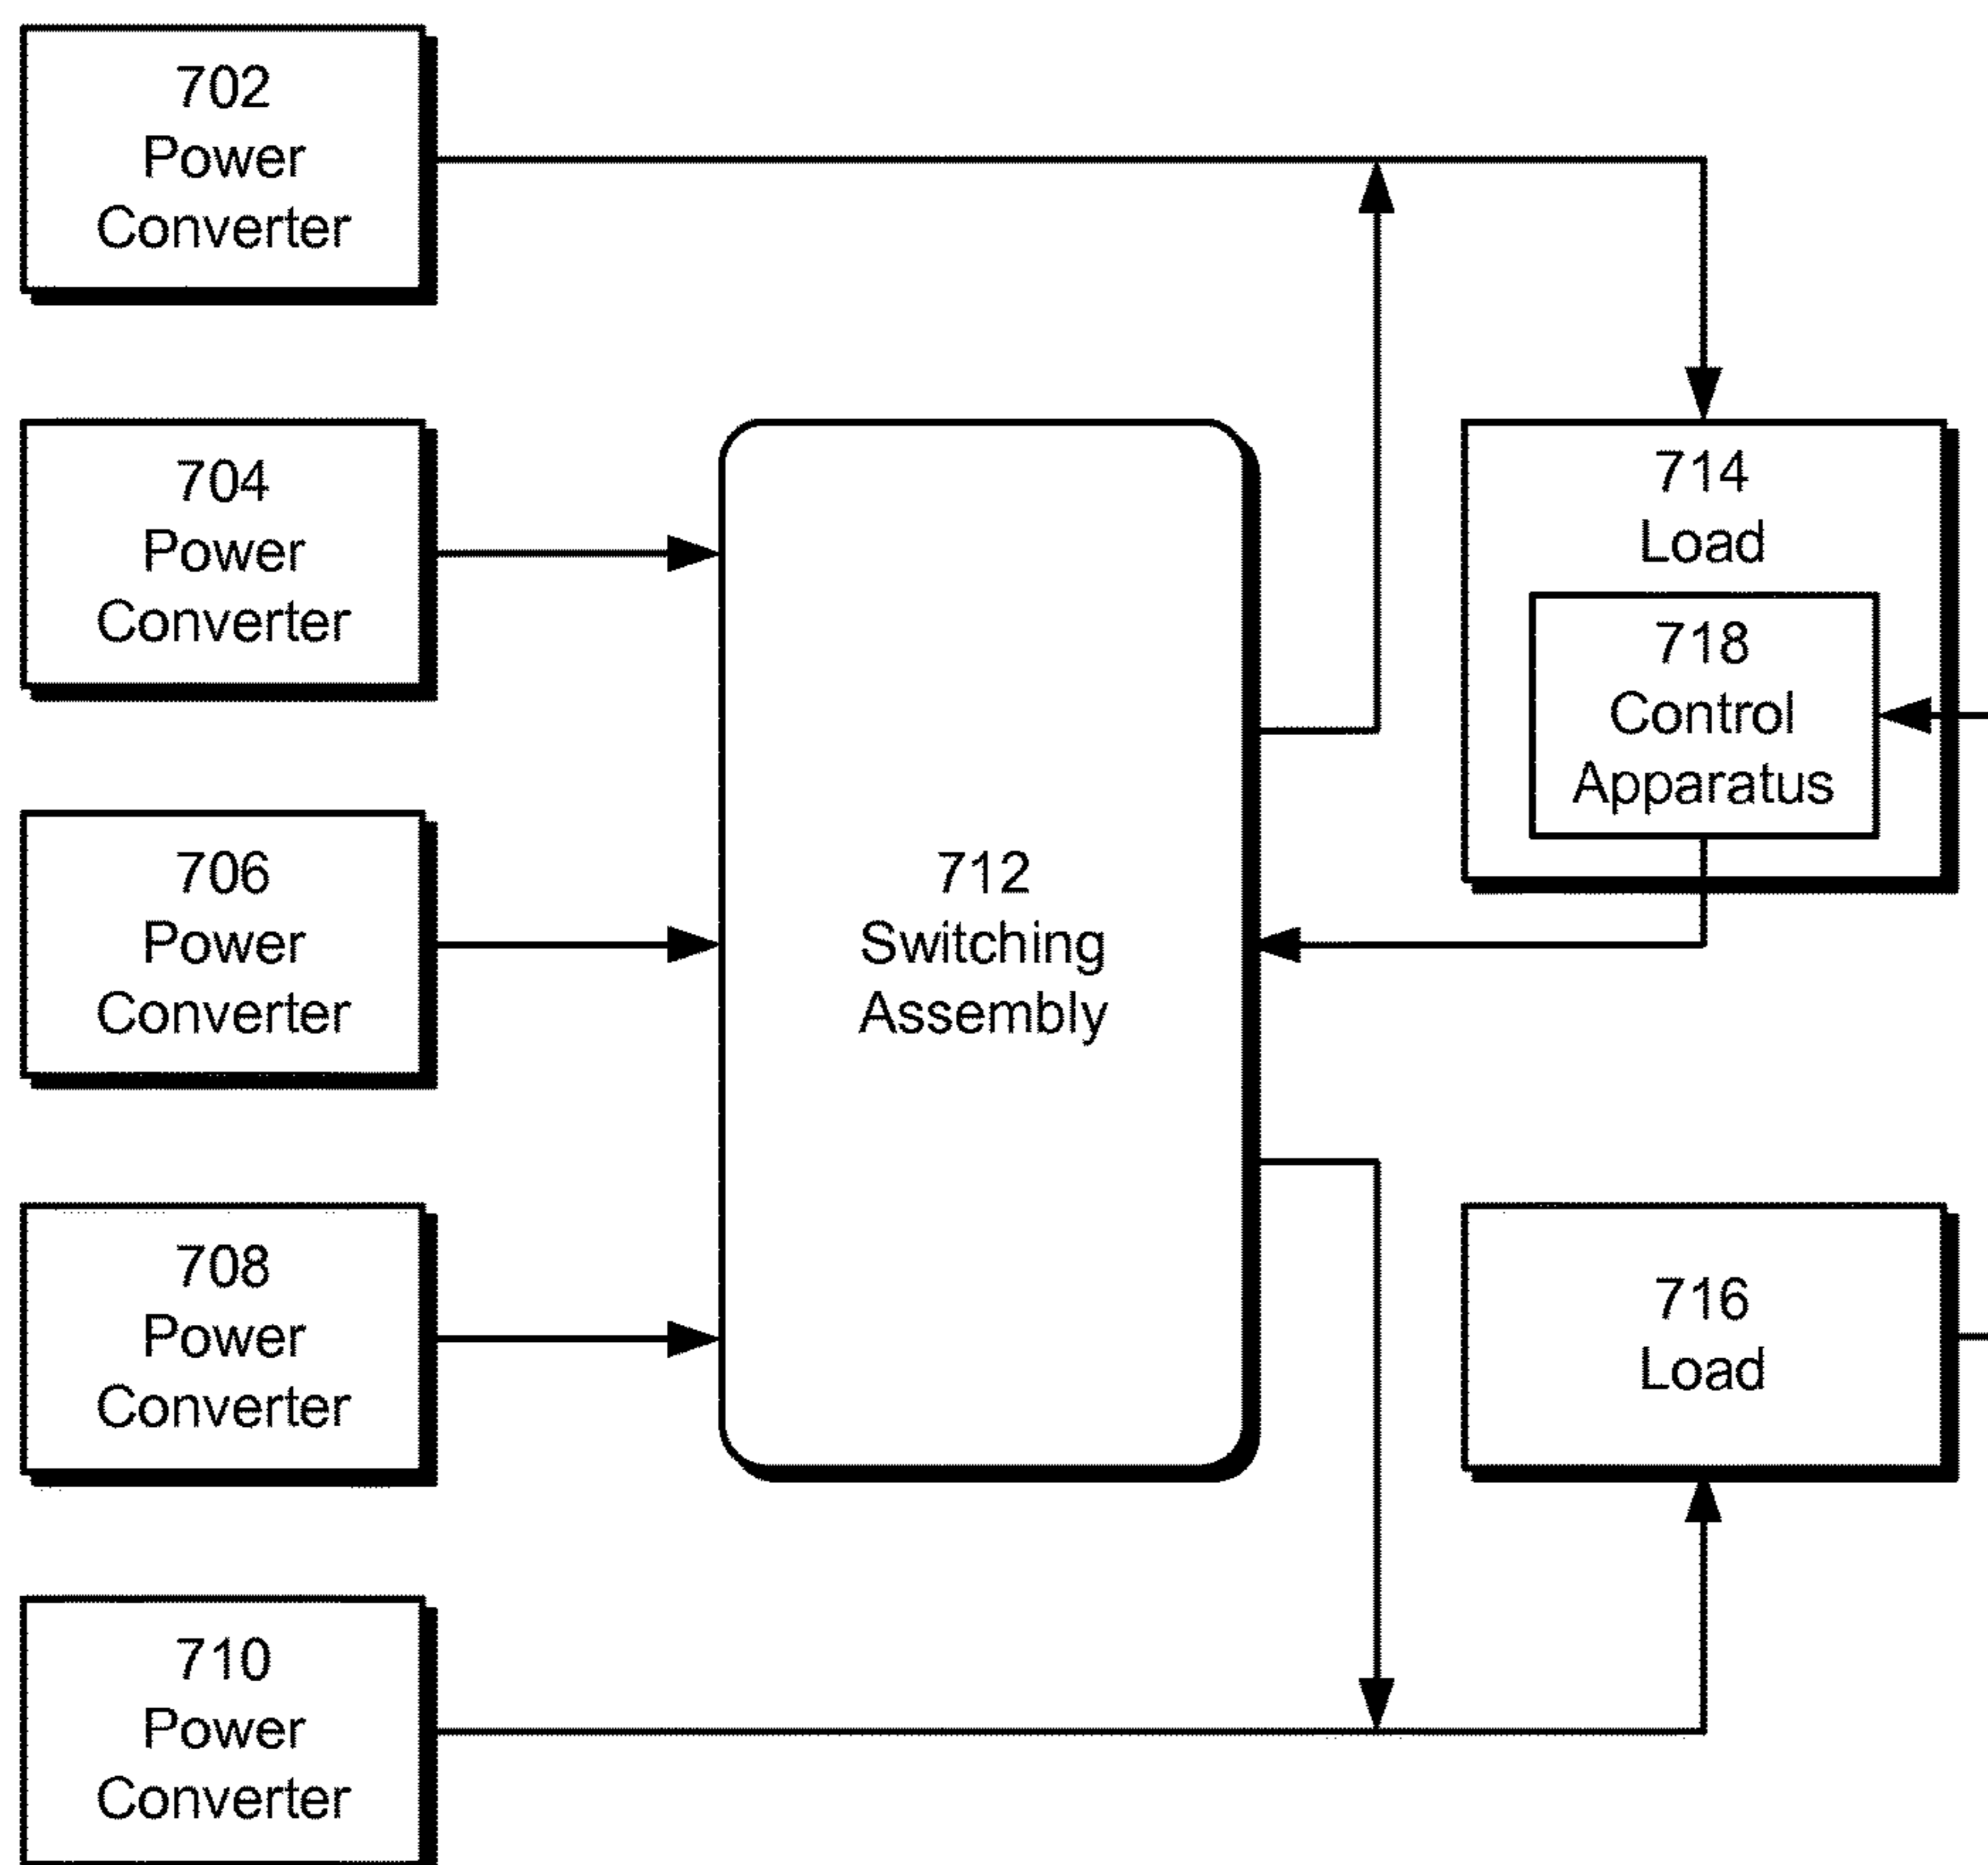 702
Power
Converter
704
Power
Converter
706
Power
Converter
708
Power
Converter
710
Power
Converter
712
Switching
Assembly
714
Load
718
Control
Apparatus
716
Load